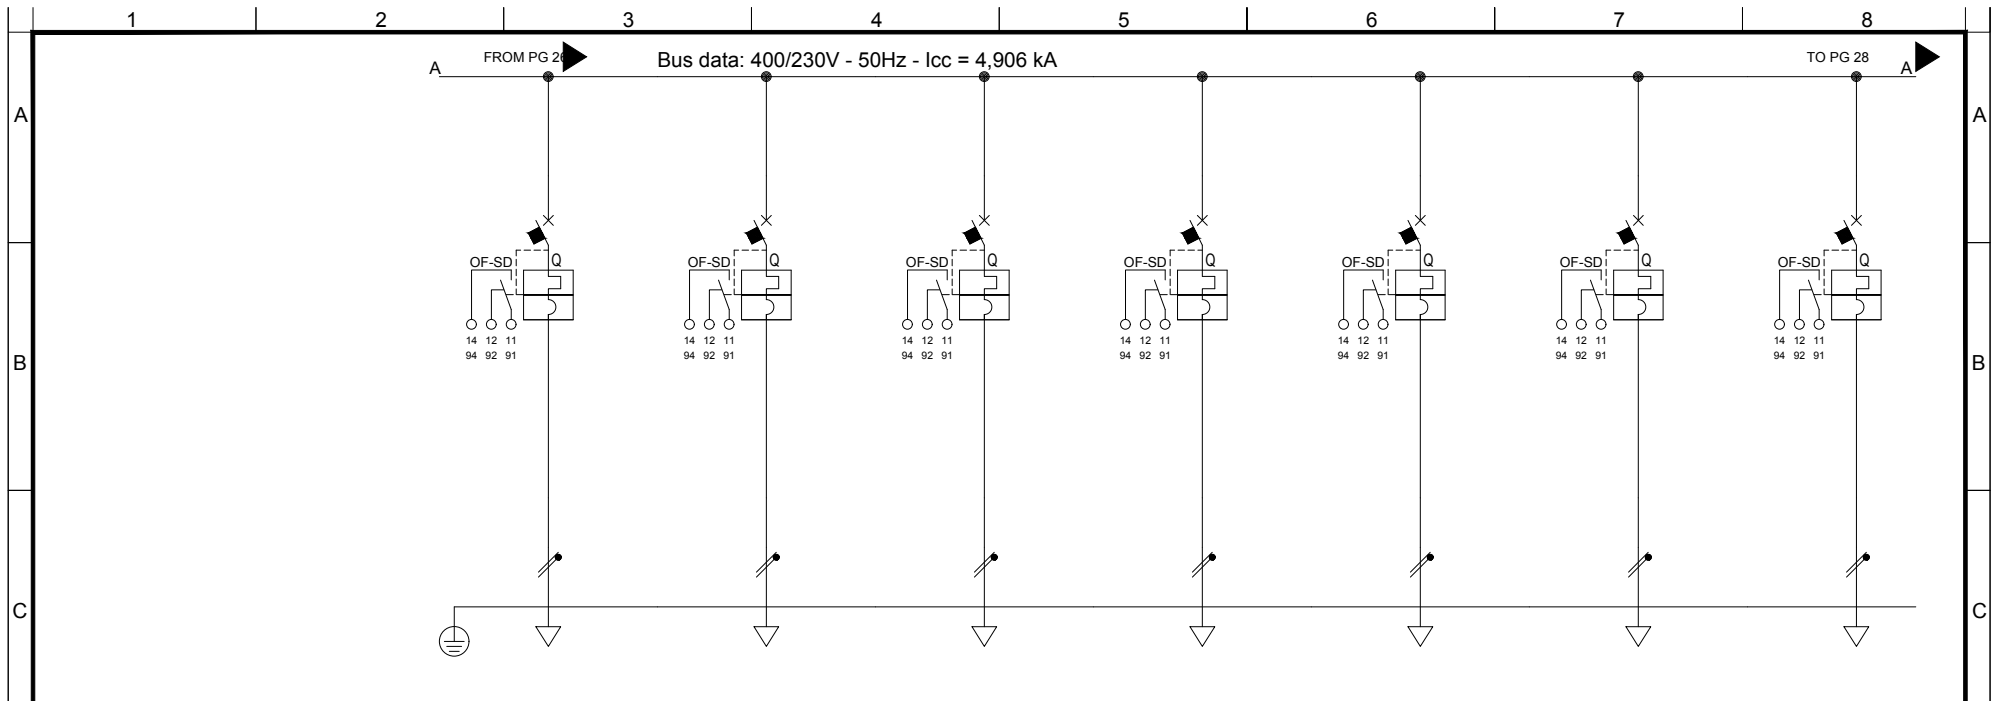 1 2 3 4 5 6 7 8
FROM PG 26 Bus data: 400/230V - 50Hz - Icc = 4,906 kA TO PG 28
A A
A A
OF-SD Q OF-SD Q OF-SD Q OF-SD Q OF-SD Q OF-SD Q OF-SD Q
14 12 11 14 12 11 14 12 11 14 12 11 14 12 11 14 12 11 14 12 11
94 92 91 94 92 91 94 92 91 94 92 91 94 92 91 94 92 91 94 92 91
B B
C C